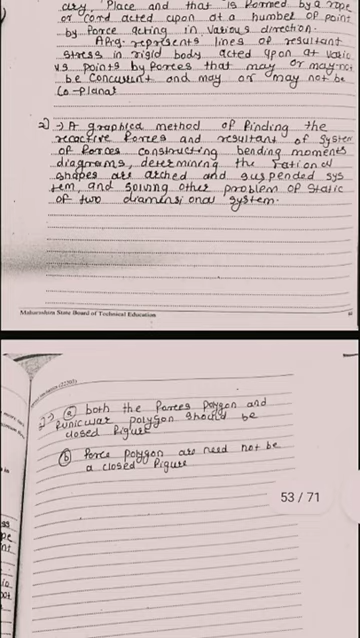 ary, Place and that is formed by a rope
or cord acted upon at a number of point
by force acting in various direction.
A Fig. represents lines of resultant
stress in rigid body acted upon at vario
us points by forces that may or may not
be concurrent and may or may not be
co-planar
2) → A graphical method of finding the
reactive forces and resultant of system
of forces constructing bending moments
diagrams, determining the rational
shapes are arched and suspended sys
tem, and solving other problem of static
of two diamensional system.
Maharashtra State Board of Technical Education
2 → (a) both the forces polygon and
funicular polygon should be
closed figure
(b) force polygon are need not be
a closed figure
53 / 71